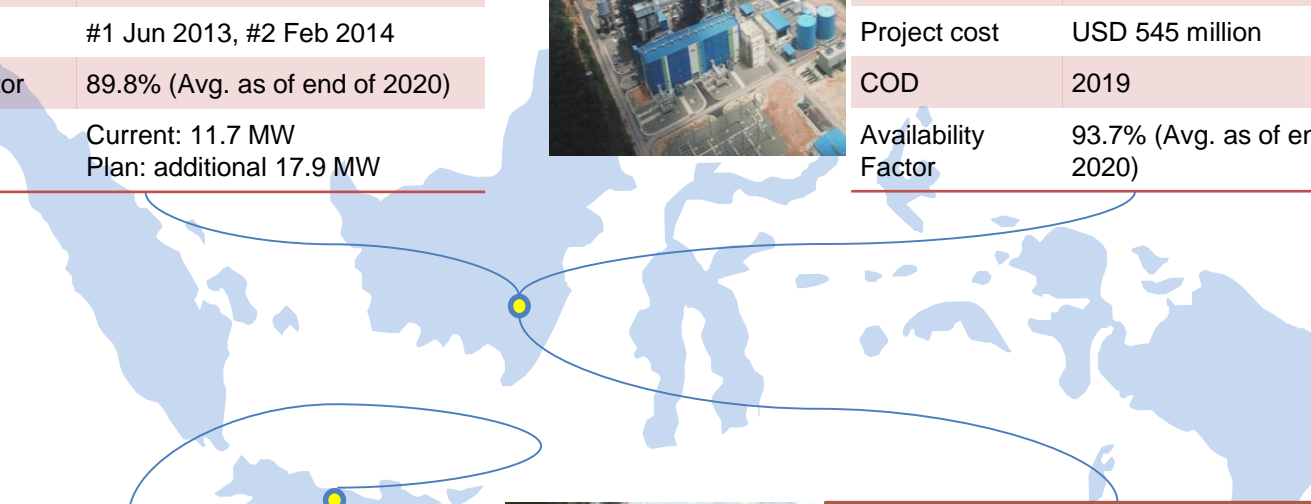 #1 Jun 2013, #2 Feb 2014
89.8% (Avg. as of end of 2020)
Current: 11.7 MW
Plan: additional 17.9 MW
Project cost USD 545 million
COD 2019
Availability 93.7% (Avg. as of
Factor 2020)